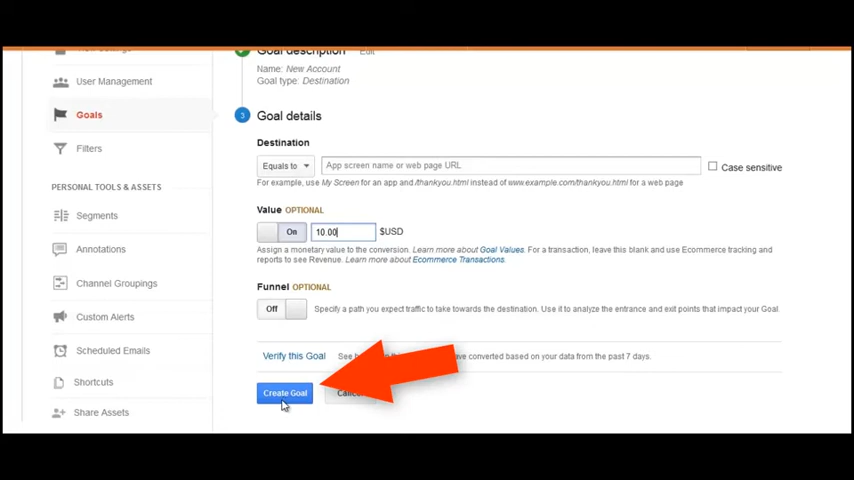 Goal description Edit
Name: New Account
Goal type: Destination
User Management
Goals
3 Goal details
Destination
Filters
Equals to App screen name or web page URL Case sensitive
For example, use My Screen for an app and /thankyou.html instead of www.example.com/thankyou.html for a web page
PERSONAL TOOLS & ASSETS
Segments
Value OPTIONAL
On 10.00 $USD
Annotations
Assign a monetary value to the conversion. Learn more about Goal Values. For a transaction, leave this blank and use Ecommerce tracking and
reports to see Revenue. Learn more about Ecommerce Transactions.
Channel Groupings
Funnel OPTIONAL
Custom Alerts
Off Specify a path you expect traffic to take towards the destination. Use it to analyze the entrance and exit points that impact your Goal.
Scheduled Emails
Verify this Goal See have converted based on your data from the past 7 days.
Shortcuts
Create Goal
Share Assets